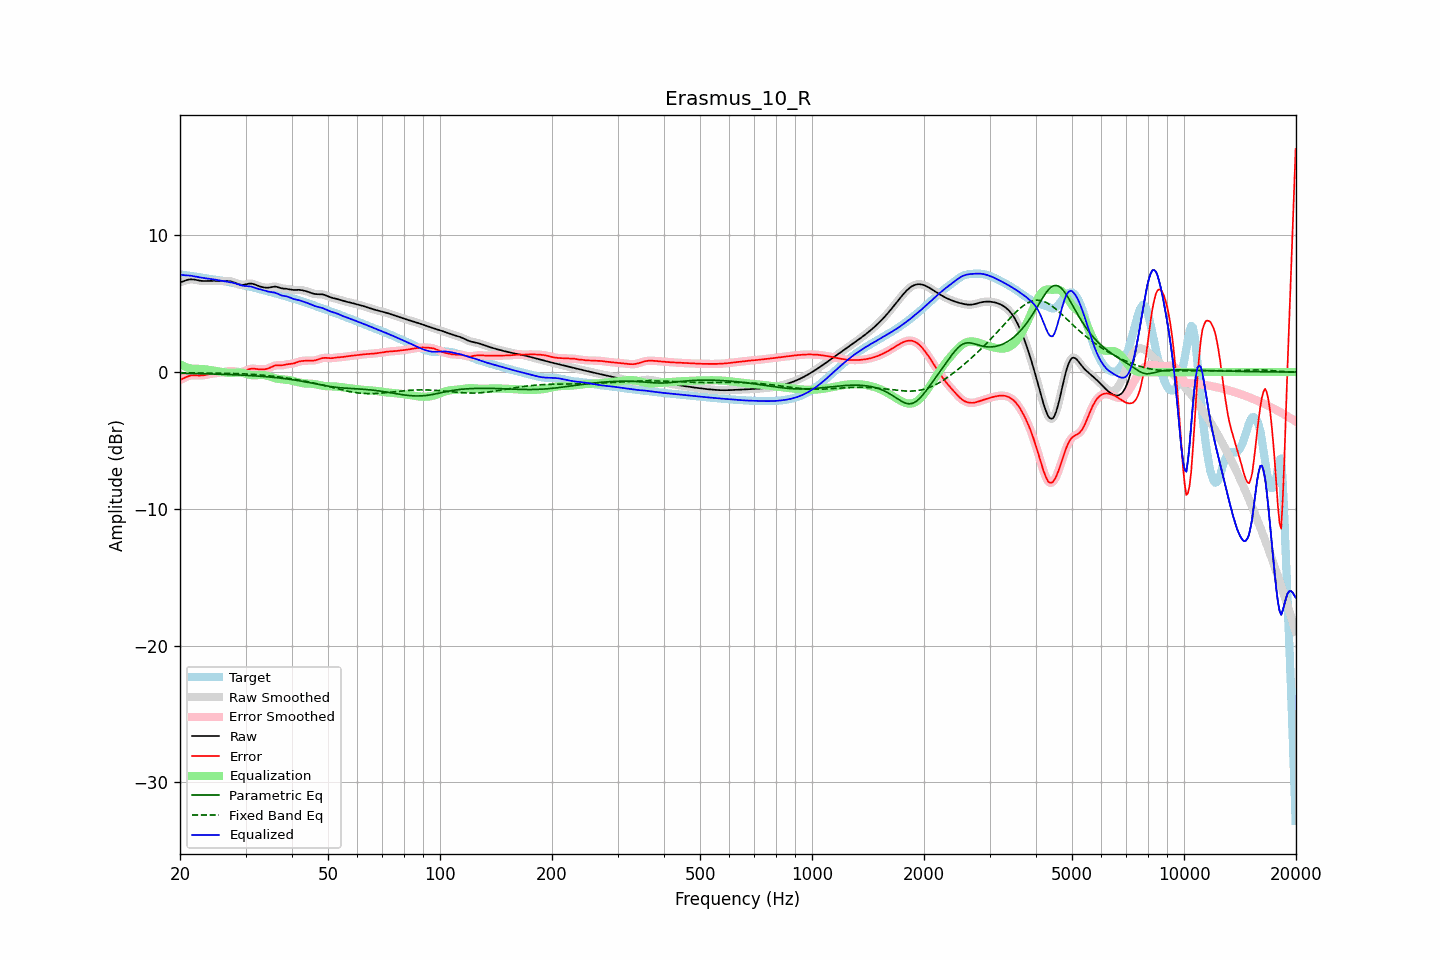 Erasmus_10_R
Amplitude (dBr)
10
0
−10
−20
−30
Target
Raw Smoothed
Error Smoothed
Raw
Error
Equalization
Parametric Eq
Fixed Band Eq
Equalized
20 50 100 200 500 1000 2000 5000 10000 20000
Frequency (Hz)